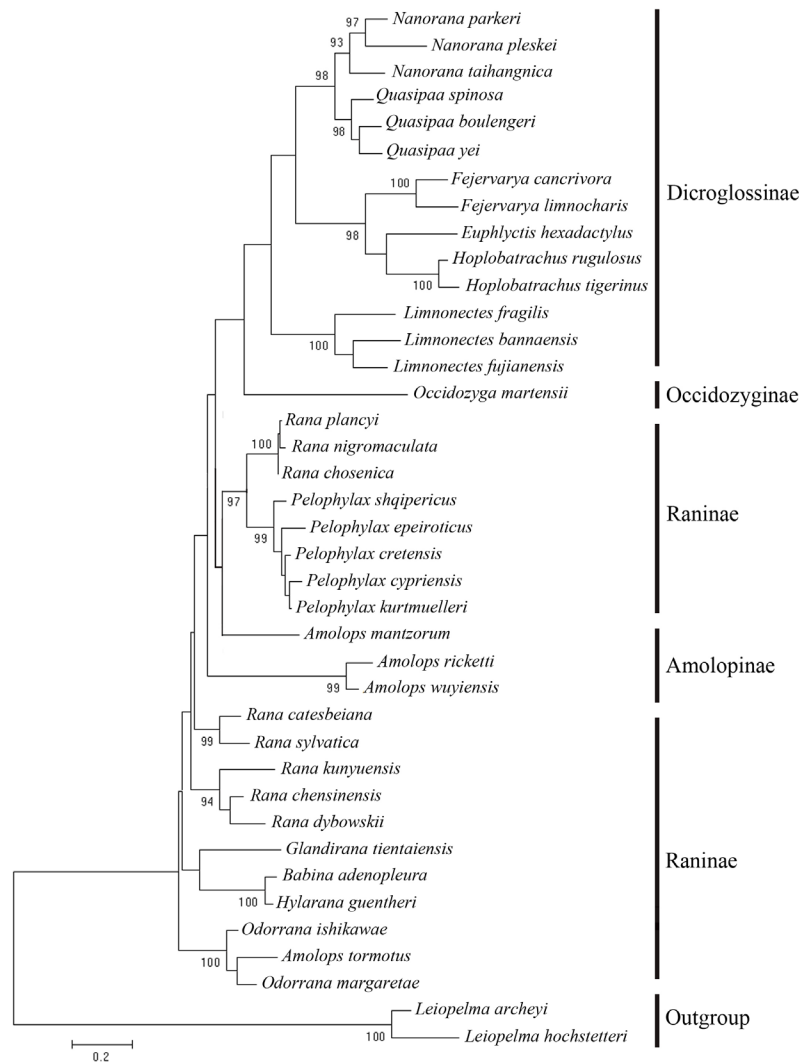 97
Nanorana parkeri
93
Nanorana pleskei
98
Nanorana taihangnica
Quasipaa spinosa
98
Quasipaa boulengeri
Quasipaa yei
100
Fejervarya cancrivora
Dicroglossinae
Fejervarya limnocharis
98
Euphlyctis hexadactylus
Hoplobatrachus rugulosus
100
Hoplobatrachus tigerinus
Limnonectes fragilis
100
Limnonectes bannaensis
Limnonectes fujianensis
Occidozyga martensii
Occidozyginae
Rana plancyi
100
Rana nigromaculata
Rana chosenica
97
Pelophylax shqipericus
Raninae
99
Pelophylax epeiroticus
Pelophylax cretensis
Pelophylax cypriensis
Pelophylax kurtmuelleri
Amolops mantzorum
Amolops ricketti
Amolopinae
99
Amolops wuyiensis
Rana catesbeiana
99
Rana sylvatica
Rana kunyuensis
94
Rana chensinensis
Rana dybowskii
Glandirana tientaiensis
Raninae
Babina adenopleura
100
Hylarana guentheri
Odorrana ishikawae
100
Amolops tormotus
Odorrana margaretae
Leiopelma archeyi
Outgroup
100
Leiopelma hochstetteri
0.2